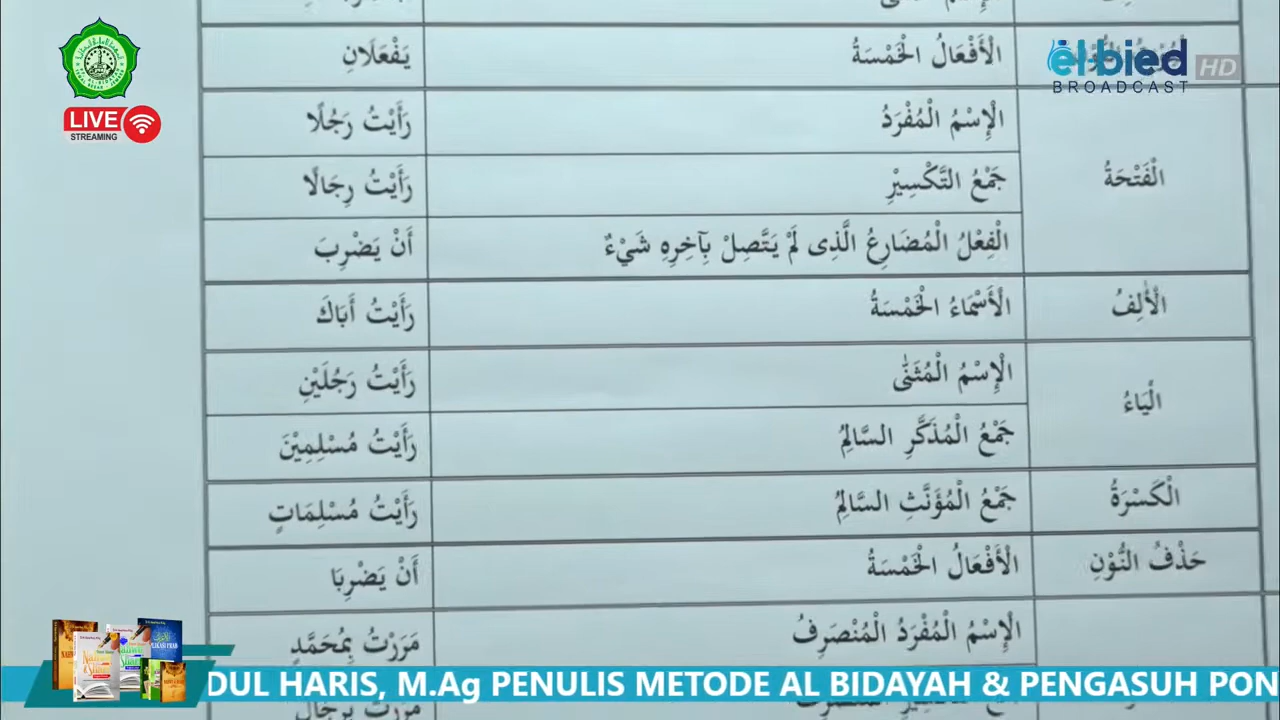 الْأَفْعَالُ الْخَمْسَةُ يَفْعَلَانِ
الْفَتْحَةُ
الْإِسْمُ الْمُفْرَدُ رَأَيْتُ رَجُلًا
جَمْعُ التَّكْسِيْرِ رَأَيْتُ رِجَالًا
الْفِعْلُ الْمُضَارِعُ الَّذِى لَمْ يَتَّصِلْ بِآخِرِهِ شَيْءٌ أَنْ يَضْرِبَ
الْأَلِفُ الْأَسْمَاءُ الْخَمْسَةُ رَأَيْتُ أَبَاكَ
الْيَاءُ
الْإِسْمُ الْمُثَنَّى رَأَيْتُ رَجُلَيْنِ
جَمْعُ الْمُذَكَّرِ السَّالِمُ رَأَيْتُ مُسْلِمِيْنَ
الْكَسْرَةُ جَمْعُ الْمُؤَنَّثِ السَّالِمُ رَأَيْتُ مُسْلِمَاتٍ
حَذْفُ النُّوْنِ الْأَفْعَالُ الْخَمْسَةُ أَنْ يَضْرِبَا
الْإِسْمُ الْمُفْرَدُ الْمُنْصَرِفُ مَرَرْتُ بِمُحَمَّدٍ
LIVE
STREAMING
elbied HD
BROADCAST
DUL HARIS, M.Ag PENULIS METODE AL BIDAYAH & PENGASUH PON